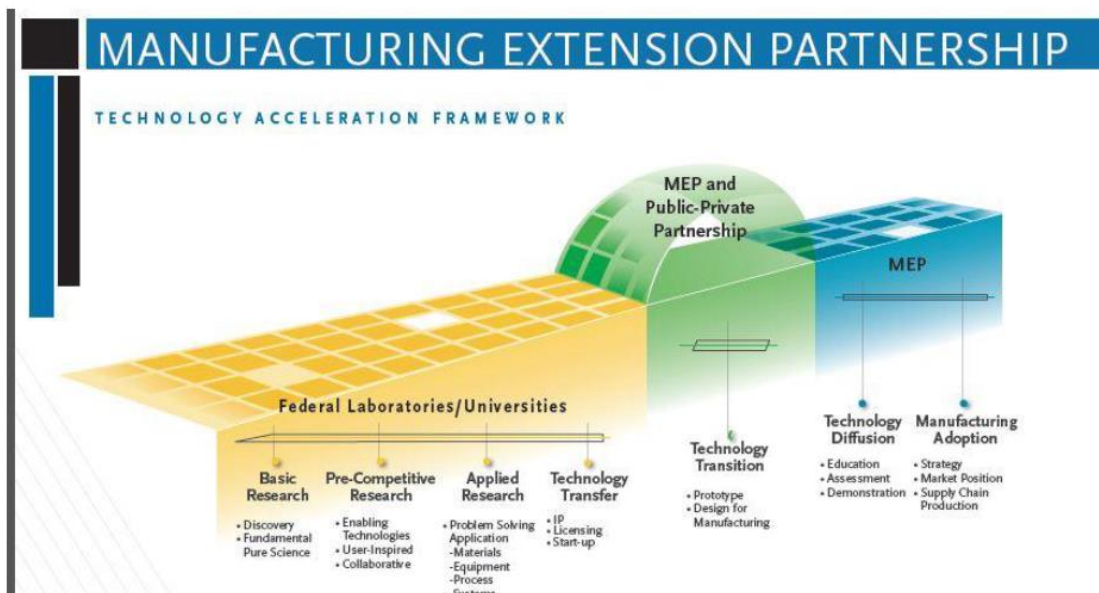 MANUFACTURING EXTENSION PARTNERSHIP
TECHNOLOGY ACCELERATION FRAMEWORK
MEP and
Public-Private
Partnership
MEP
Federal Laboratories/Universities
Basic
Research
• Discovery
• Fundamental
Pure Science
Pre-Competitive
Research
• Enabling
Technologies
• User-Inspired
• Collaborative
Applied
Research
• Problem Solving
Application
-Materials
-Equipment
-Process
-Systems
Technology
Transfer
• IP
• Licensing
• Start-up
Technology
Transition
• Prototype
• Design for
Manufacturing
Technology
Diffusion
• Education
• Assessment
• Demonstration
Manufacturing
Adoption
• Strategy
• Market Position
• Supply Chain
Production